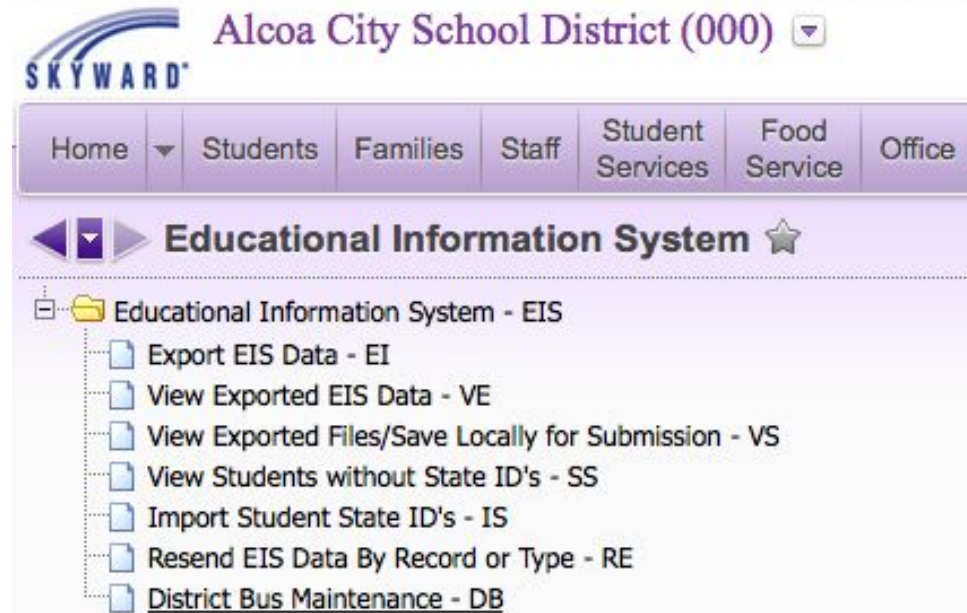 Alcoa City School District (000)
SKYWARD®
Home Students Families Staff Student Services Food Service Office
Educational Information System
Educational Information System - EIS
Export EIS Data - EI
View Exported EIS Data - VE
View Exported Files/Save Locally for Submission - VS
View Students without State ID's - SS
Import Student State ID's - IS
Resend EIS Data By Record or Type - RE
District Bus Maintenance - DB